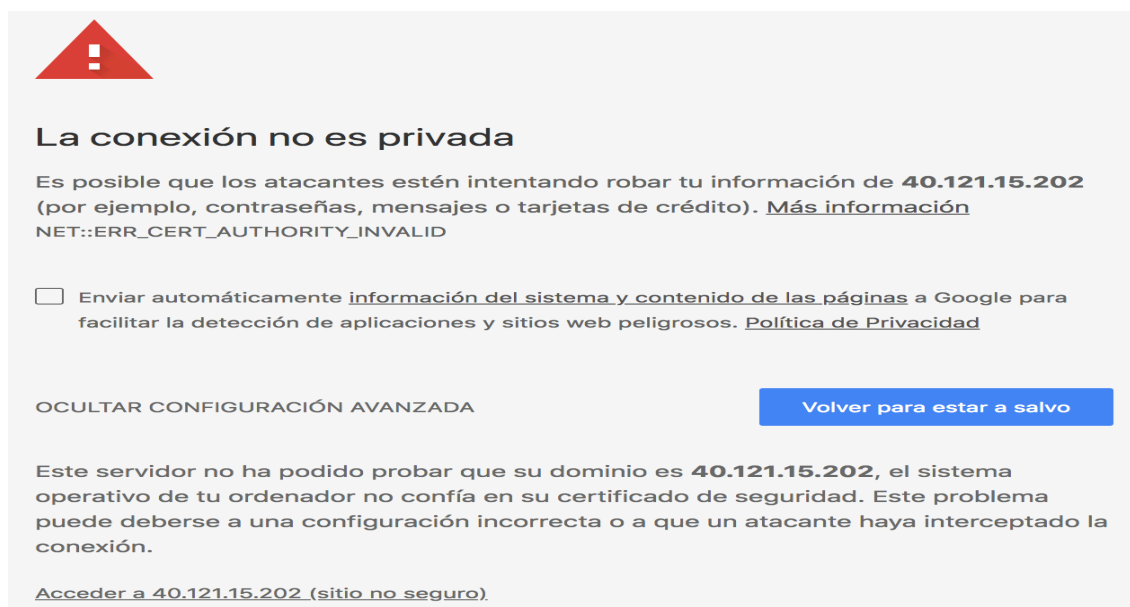 La conexión no es privada
Es posible que los atacantes estén intentando robar tu información de 40.121.15.202
(por ejemplo, contraseñas, mensajes o tarjetas de crédito). Más información
NET::ERR_CERT_AUTHORITY_INVALID
Enviar automáticamente información del sistema y contenido de las páginas a Google para
facilitar la detección de aplicaciones y sitios web peligrosos. Política de Privacidad
OCULTAR CONFIGURACIÓN AVANZADA
Volver para estar a salvo
Este servidor no ha podido probar que su dominio es 40.121.15.202, el sistema
operativo de tu ordenador no confía en su certificado de seguridad. Este problema
puede deberse a una configuración incorrecta o a que un atacante haya interceptado la
conexión.
Acceder a 40.121.15.202 (sitio no seguro)